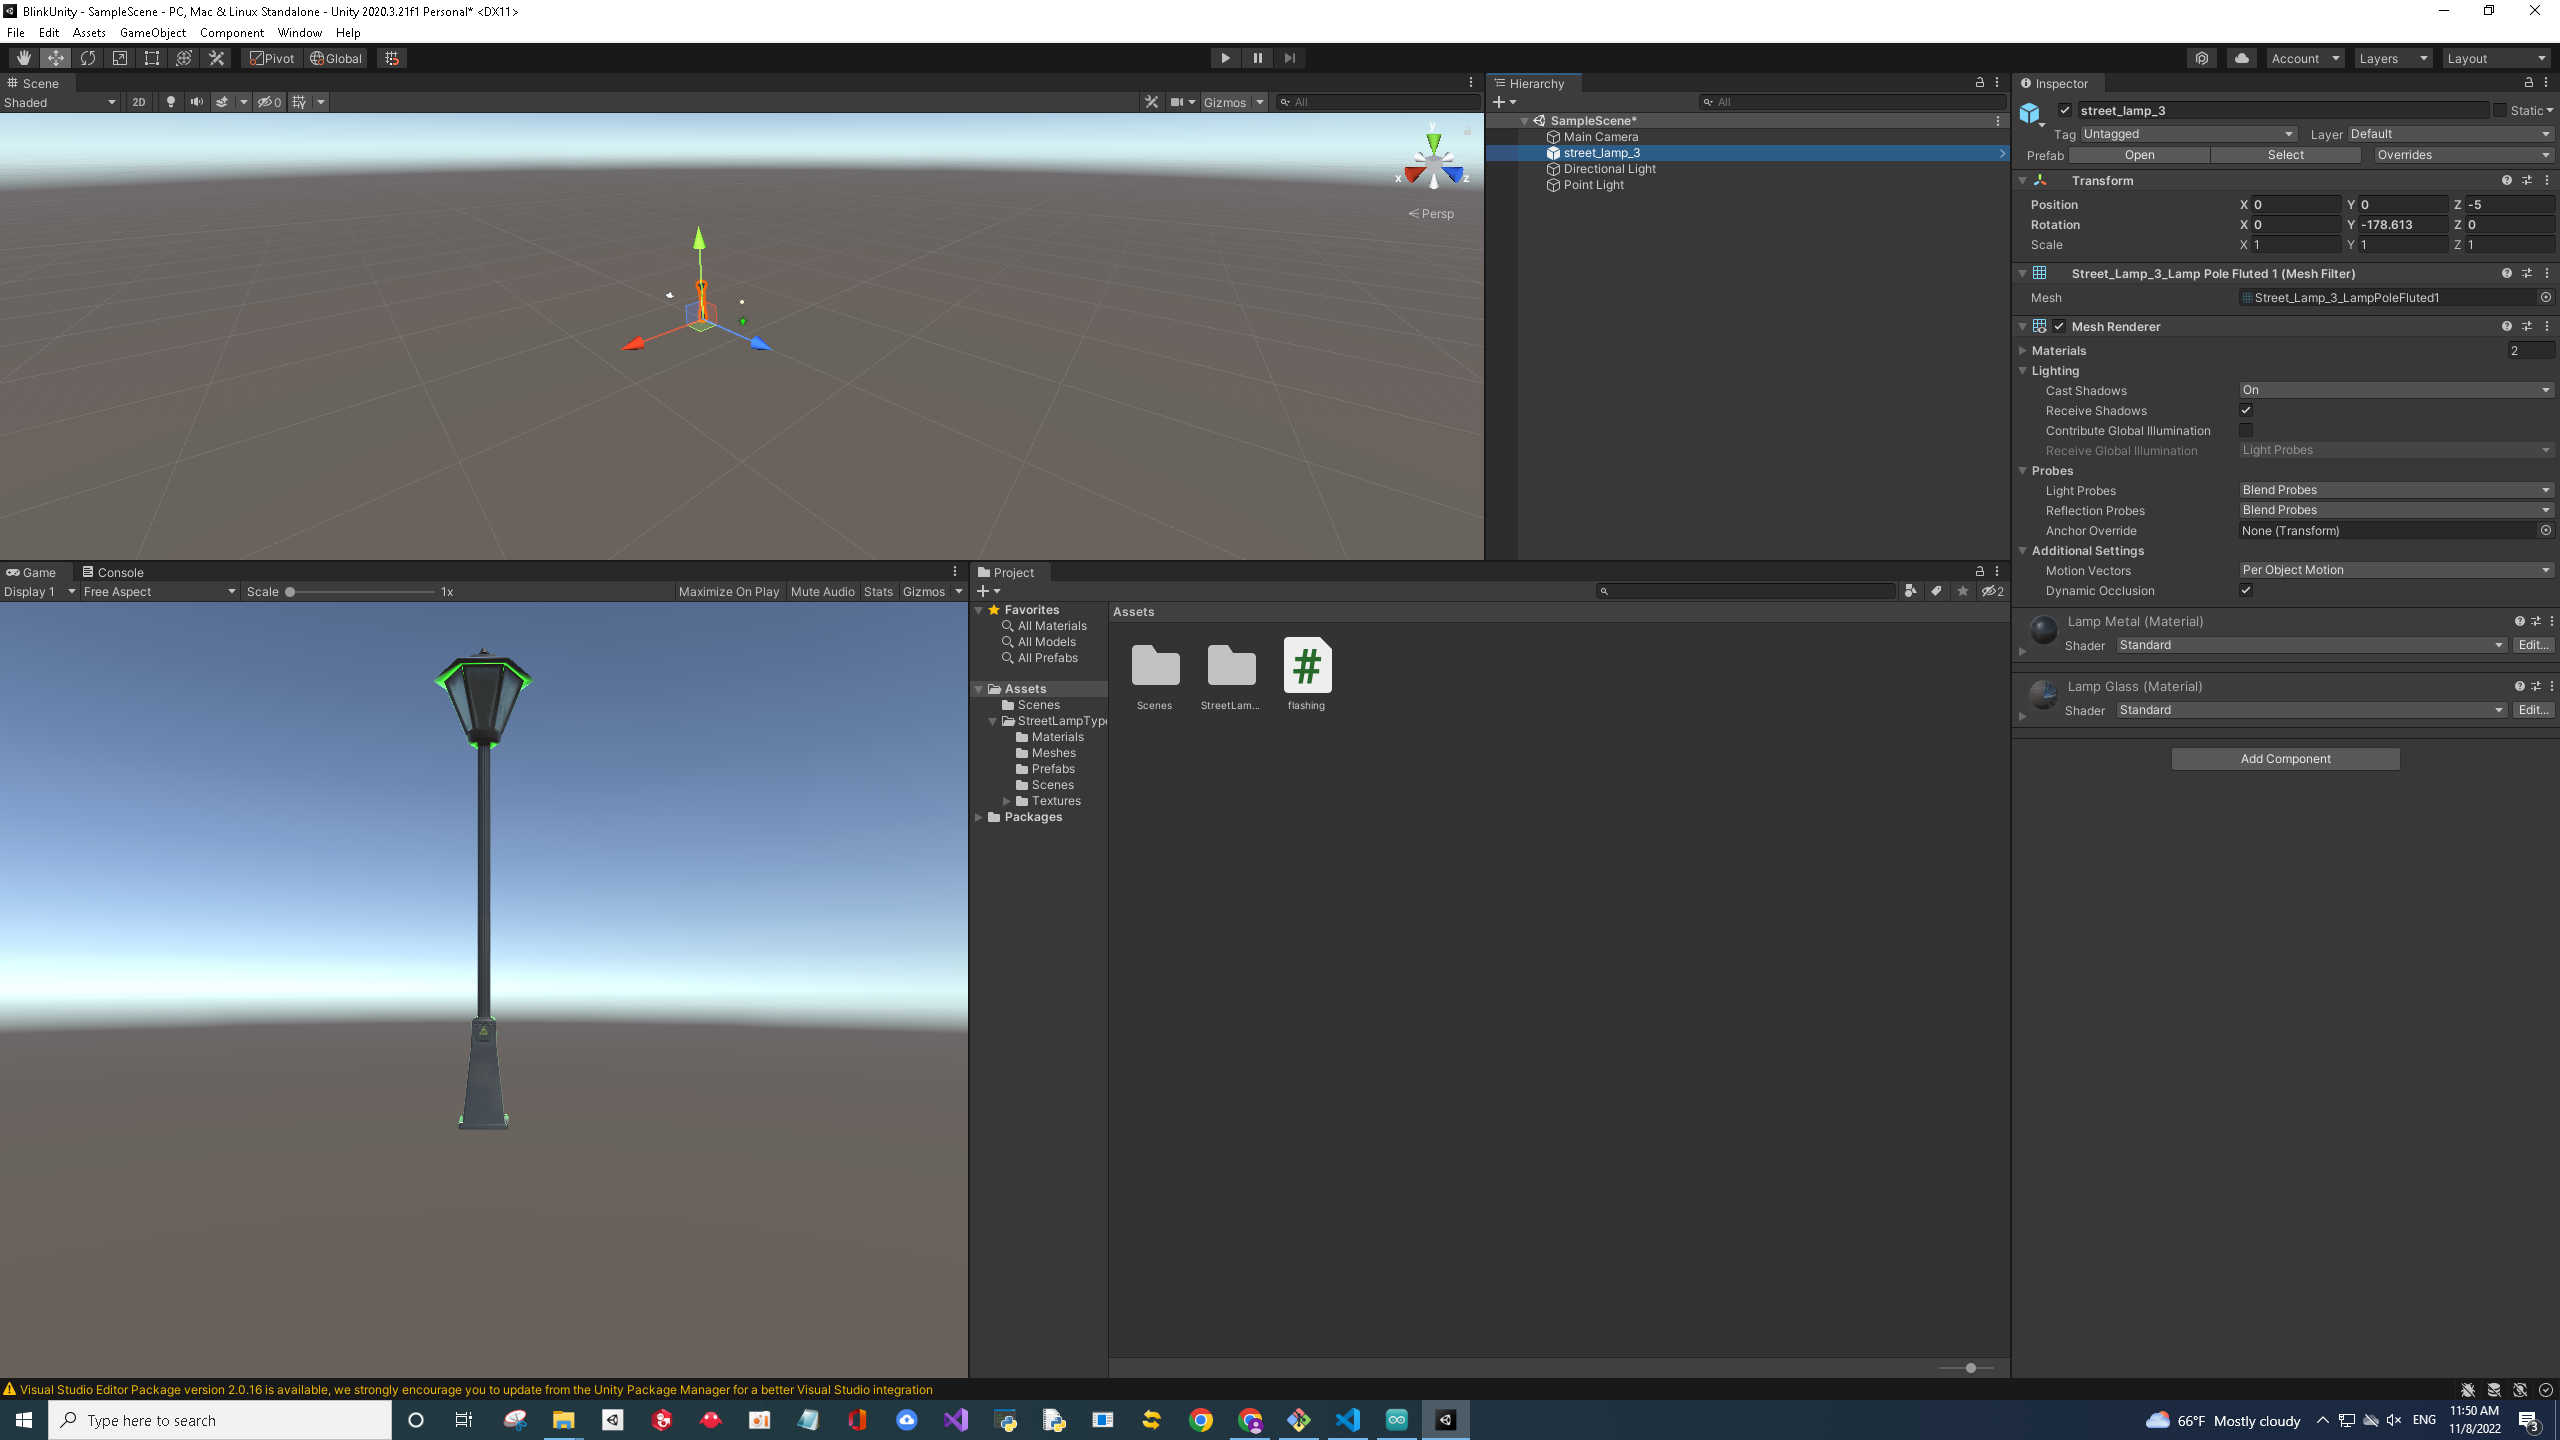 BlinkUnity - SampleScene - PC, Mac & Linux Standalone - Unity 2020.3.21f1 Personal* <DX11>
File Edit Assets GameObject Component Window Help
Pivot Global
Account Layers Layout
Scene
Shaded 2D 0 Gizmos All
y
x
z
Persp
Hierarchy
All
SampleScene*
Main Camera
street_lamp_3
Directional Light
Point Light
Inspector
street_lamp_3 Static
Tag Untagged Layer Default
Prefab Open Select Overrides
Transform
Position X 0 Y 0 Z -5
Rotation X 0 Y -178.613 Z 0
Scale X 1 Y 1 Z 1
Street_Lamp_3_Lamp Pole Fluted 1 (Mesh Filter)
Mesh Street_Lamp_3_LampPoleFluted1
Mesh Renderer
Materials 2
Lighting
Cast Shadows On
Receive Shadows
Contribute Global Illumination
Receive Global Illumination Light Probes
Probes
Light Probes Blend Probes
Reflection Probes Blend Probes
Anchor Override None (Transform)
Additional Settings
Motion Vectors Per Object Motion
Dynamic Occlusion
Lamp Metal (Material)
Shader Standard Edit...
Lamp Glass (Material)
Shader Standard Edit...
Add Component
Game Console
Display 1 Free Aspect Scale 1x Maximize On Play Mute Audio Stats Gizmos
Project
2
Favorites
All Materials
All Models
All Prefabs
Assets
Scenes
StreetLampType
Materials
Meshes
Prefabs
Scenes
Textures
Packages
Assets
Scenes StreetLam... flashing
Visual Studio Editor Package version 2.0.16 is available, we strongly encourage you to update from the Unity Package Manager for a better Visual Studio integration
Type here to search
66°F Mostly cloudy
ENG
11:50 AM
11/8/2022
3